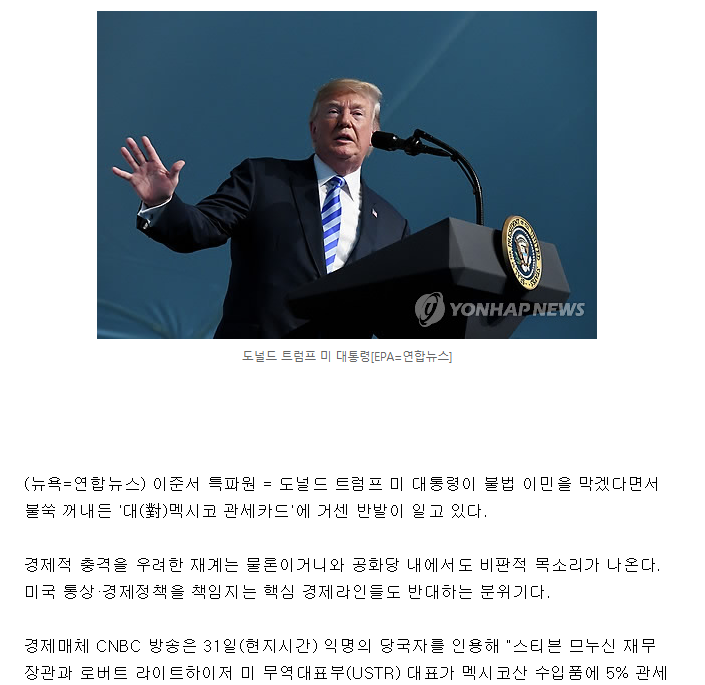 YONHAP NEWS
도널드 트럼프 미 대통령[EPA=연합뉴스]
(뉴욕=연합뉴스) 이준서 특파원 = 도널드 트럼프 미 대통령이 불법 이민을 막겠다면서
불쑥 꺼내든 '대(對)멕시코 관세카드'에 거센 반발이 일고 있다.
경제적 충격을 우려한 재계는 물론이거니와 공화당 내에서도 비판적 목소리가 나온다.
미국 통상·경제정책을 책임지는 핵심 경제라인들도 반대하는 분위기다.
경제매체 CNBC 방송은 31일(현지시간) 익명의 당국자를 인용해 "스티븐 므누신 재무
장관과 로버트 라이트하이저 미 무역대표부(USTR) 대표가 멕시코산 수입품에 5% 관세